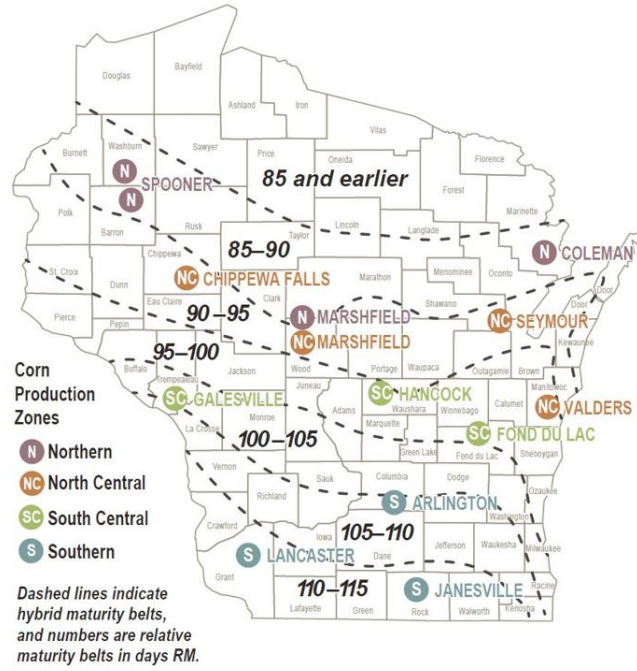 Douglas
Bayfield
Ashland
Iron
Vilas
Burnett
Washburn
Sawyer
Price
Oneida
Florence
N
SPOONER
N
85 and earlier
Forest
Marinette
Polk
Barron
Rusk
Taylor
Lincoln
Langlade
85–90
N COLEMAN
Chippewa
St. Croix
Dunn
NC CHIPPEWA FALLS
Clark
Marathon
Menominee
Oconto
Shawano
Door
Door
Eau Claire
90–95
Pierce
Pepin
N MARSHFIELD
NC MARSHFIELD
NC SEYMOUR
Kewaunee
95–100
Buffalo
Trempealeau
Jackson
Wood
Portage
Waupaca
Outagamie
Brown
Juneau
Adams
SC GALESVILLE
SC HANCOCK
Waushara
Winnebago
Calumet
Manitowoc
NC VALDERS
Monroe
La Crosse
100–105
Marquette
Green Lake
SC FOND DU LAC
Fond du Lac
Sheboygan
Vernon
Richland
Sauk
Columbia
Dodge
Ozaukee
Washington
S ARLINGTON
Crawford
Iowa
105–110
Dane
Jefferson
Waukesha
Milwaukee
S LANCASTER
Grant
110–115
Lafayette
Green
S JANESVILLE
Rock
Walworth
Racine
Kenosha
Corn
Production
Zones
N Northern
NC North Central
SC South Central
S Southern
Dashed lines indicate
hybrid maturity belts,
and numbers are relative
maturity belts in days RM.